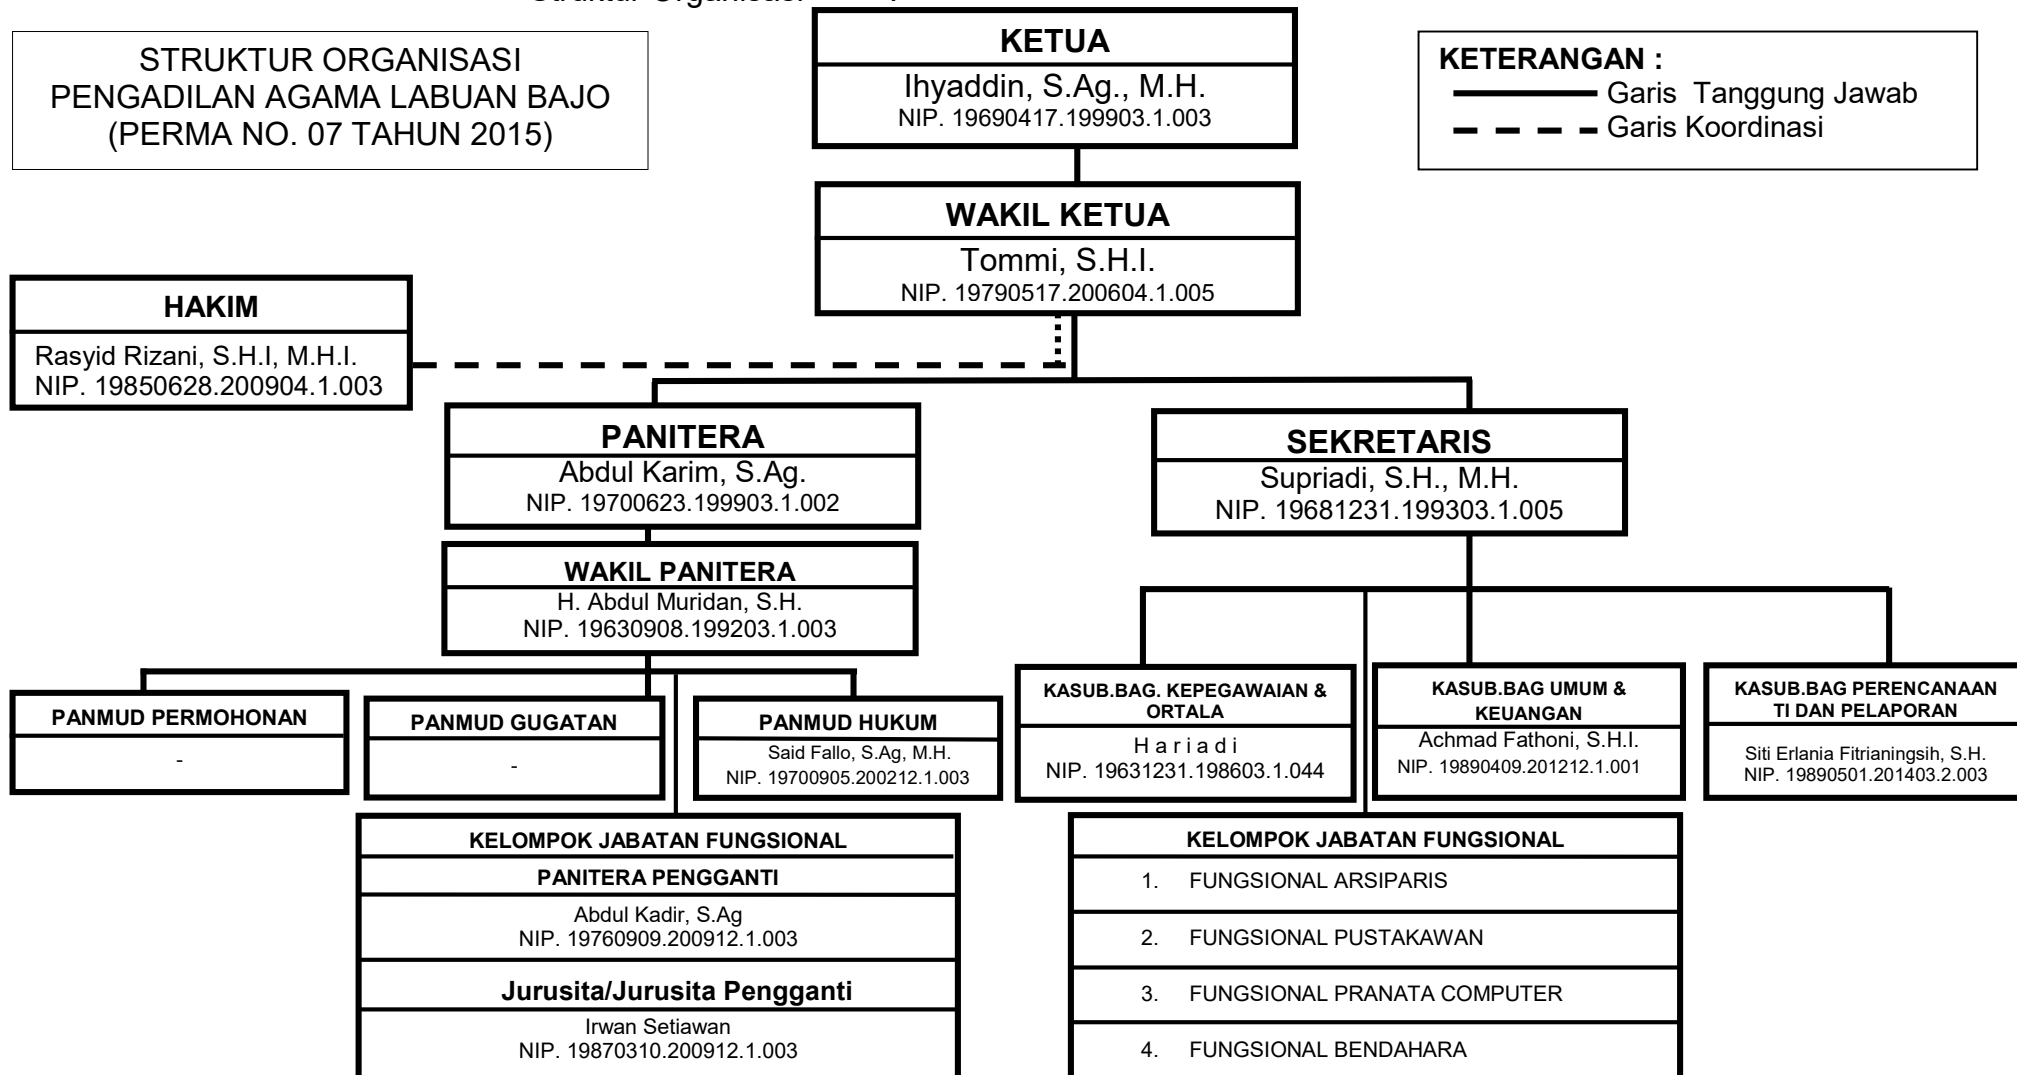 Struktur Organisasi
STRUKTUR ORGANISASI
PENGADILAN AGAMA LABUAN BAJO
(PERMA NO. 07 TAHUN 2015)
KETUA
Ihyaddin, S.Ag., M.H.
NIP. 19690417.199903.1.003
KETERANGAN :
Garis Tanggung Jawab
Garis Koordinasi
WAKIL KETUA
Tommi, S.H.I.
NIP. 19790517.200604.1.005
HAKIM
Rasyid Rizani, S.H.I, M.H.I.
NIP. 19850628.200904.1.003
PANITERA
Abdul Karim, S.Ag.
NIP. 19700623.199903.1.002
SEKRETARIS
Supriadi, S.H., M.H.
NIP. 19681231.199303.1.005
WAKIL PANITERA
H. Abdul Muridan, S.H.
NIP. 19630908.199203.1.003
PANMUD PERMOHONAN
-
PANMUD GUGATAN
-
PANMUD HUKUM
Said Fallo, S.Ag, M.H.
NIP. 19700905.200212.1.003
KASUB.BAG. KEPEGAWAIAN &
ORTALA
H a r i a d i
NIP. 19631231.198603.1.044
KASUB.BAG UMUM &
KEUANGAN
Achmad Fathoni, S.H.I.
NIP. 19890409.201212.1.001
KASUB.BAG PERENCANAAN
TI DAN PELAPORAN
Siti Erlania Fitrianingsih, S.H.
NIP. 19890501.201403.2.003
KELOMPOK JABATAN FUNGSIONAL
PANITERA PENGGANTI
Abdul Kadir, S.Ag
NIP. 19760909.200912.1.003
Jurusita/Jurusita Pengganti
Irwan Setiawan
NIP. 19870310.200912.1.003
KELOMPOK JABATAN FUNGSIONAL
1. FUNGSIONAL ARSIPARIS
2. FUNGSIONAL PUSTAKAWAN
3. FUNGSIONAL PRANATA COMPUTER
4. FUNGSIONAL BENDAHARA